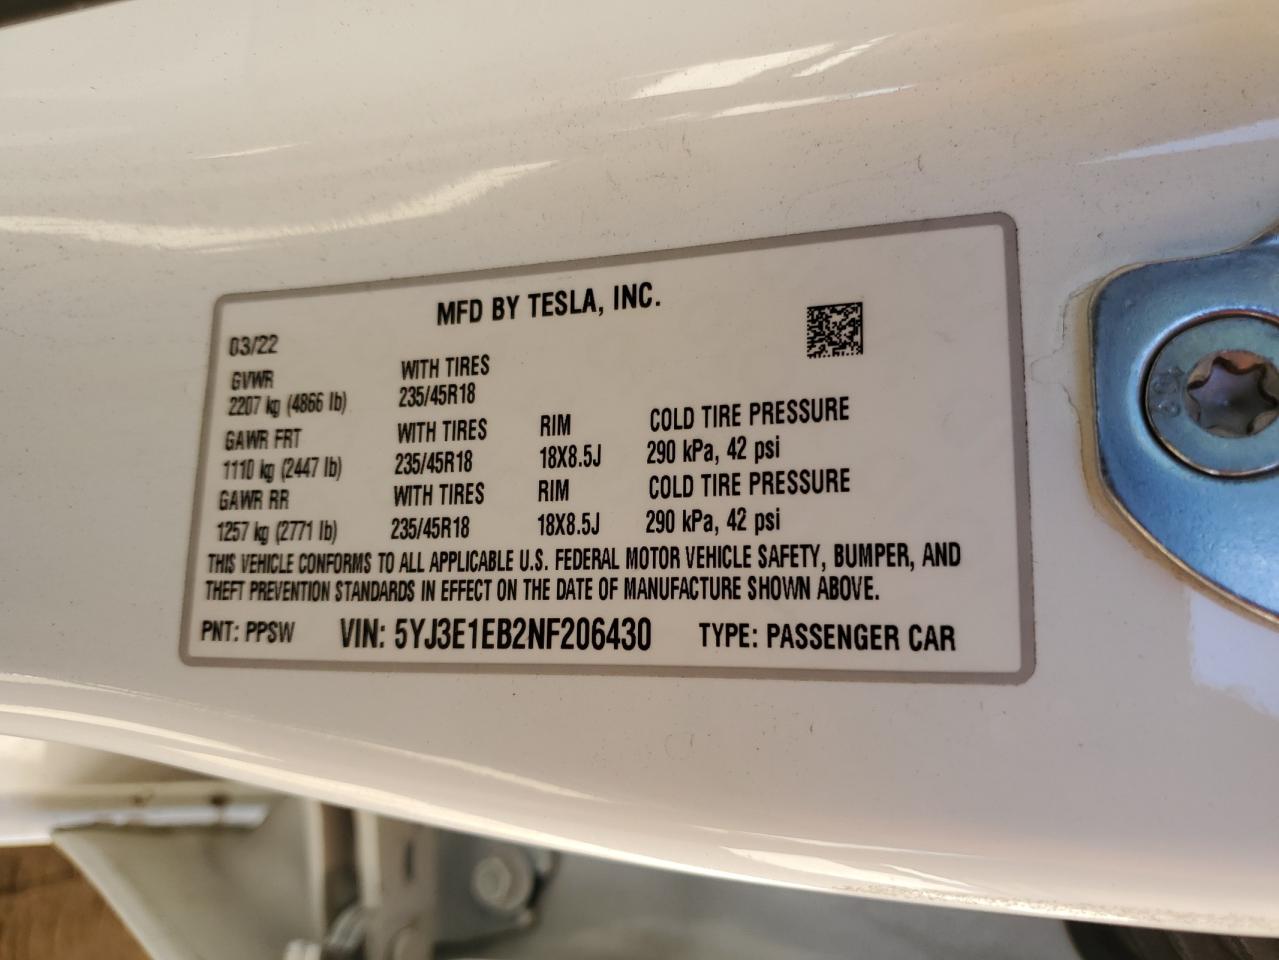 MFD BY TESLA, INC.
03/22
GVWR WITH TIRES
2207 kg (4866 lb) 235/45R18
GAWR FRT WITH TIRES RIM COLD TIRE PRESSURE
1110 kg (2447 lb) 235/45R18 18X8.5J 290 kPa, 42 psi
GAWR RR WITH TIRES RIM COLD TIRE PRESSURE
1257 kg (2771 lb) 235/45R18 18X8.5J 290 kPa, 42 psi
THIS VEHICLE CONFORMS TO ALL APPLICABLE U.S. FEDERAL MOTOR VEHICLE SAFETY, BUMPER, AND
THEFT PREVENTION STANDARDS IN EFFECT ON THE DATE OF MANUFACTURE SHOWN ABOVE.
PNT: PPSW VIN: 5YJ3E1EB2NF206430 TYPE: PASSENGER CAR